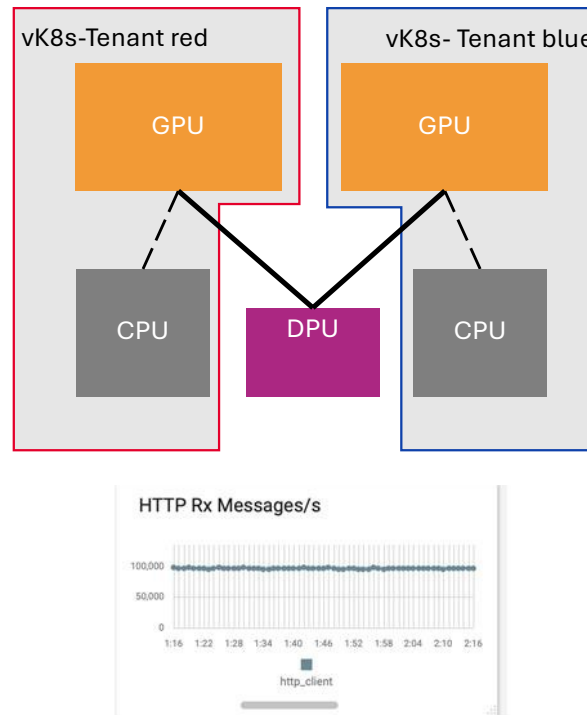 vK8s-Tenant red
vK8s- Tenant blue
GPU
GPU
CPU
DPU
CPU
HTTP Rx Messages/s
100,000
50,000
0
1:16 1:22 1:28 1:34 1:40 1:46 1:52 1:58 2:04 2:10 2:16
http_client